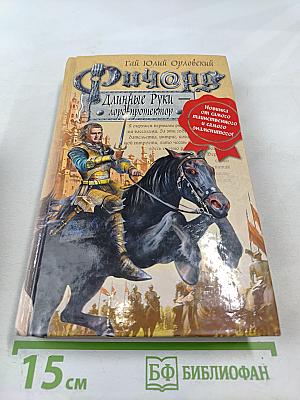 Гай Юлий Орловский
Ричард
Длинные Руки
лорд-протектор
Новинка
от самого
таинственного
и самого
знаменитого!
15 см
БФ БИБЛИОФАН